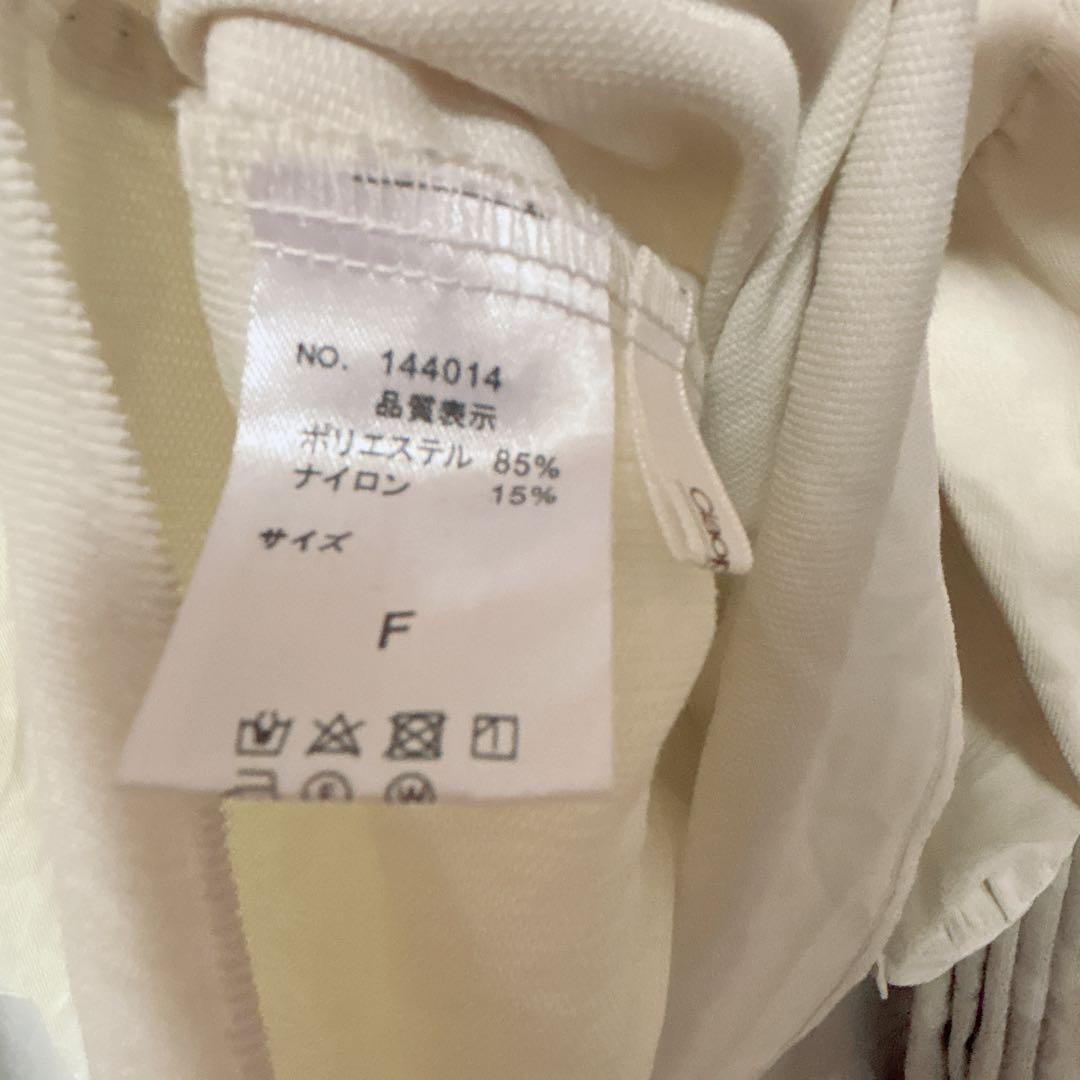 NO. 144014
品質表示
ポリエステル 85%
ナイロン 15%
サイズ
F